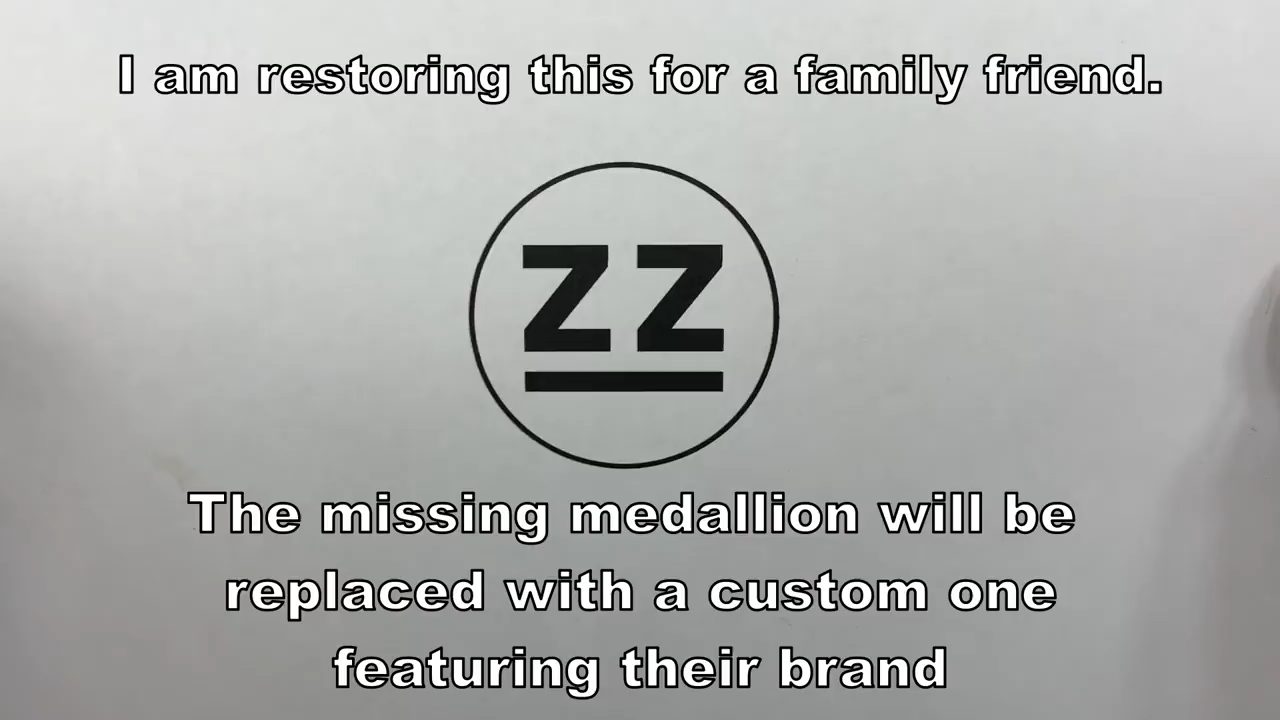 I am restoring this for a family friend.
ZZ
The missing medallion will be
replaced with a custom one
featuring their brand